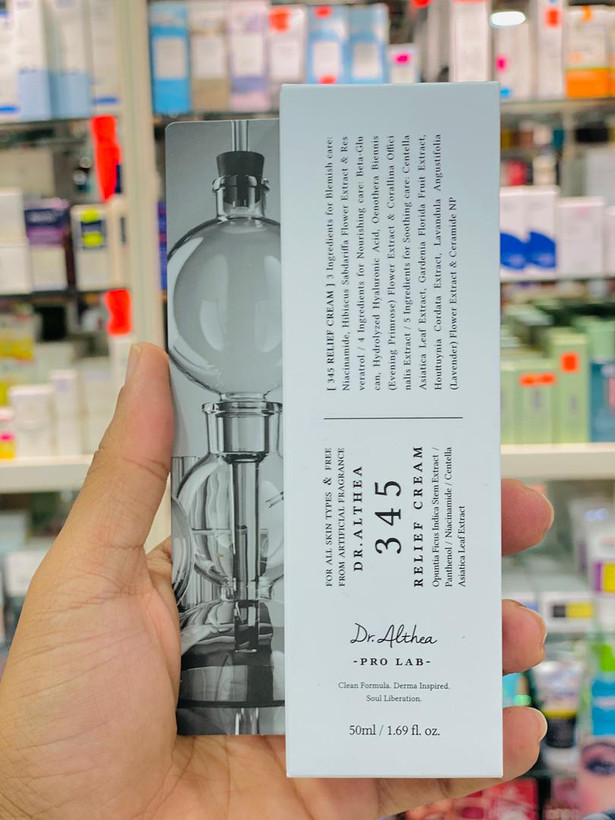 [ 345 RELIEF CREAM ] 3 Ingredients for Blemish care:
Niacinamide, Hibiscus Sabdariffa Flower Extract & Res
veratrol / 4 Ingredients for Nourishing care: Beta-Glu
can, Hydrolyzed Hyaluronic Acid, Oenothera Biennis
(Evening Primrose) Flower Extract & Corallina Offici
nalis Extract / 5 Ingredients for Soothing care: Centella
Asiatica Leaf Extract, Gardenia Florida Fruit Extract,
Houttuynia Cordata Extract, Lavandula Angustifolia
(Lavender) Flower Extract & Ceramide NP
FOR ALL SKIN TYPES & FREE
FROM ARTIFICIAL FRAGRANCE
DR.ALTHEA
345
RELIEF CREAM
Opuntia Ficus Indica Stem Extract /
Panthenol / Niacinamide / Centella
Asiatica Leaf Extract
Dr.Althea
-PRO LAB-
Clean Formula. Derma Inspired.
Soul Liberation.
50ml / 1.69 fl. oz.